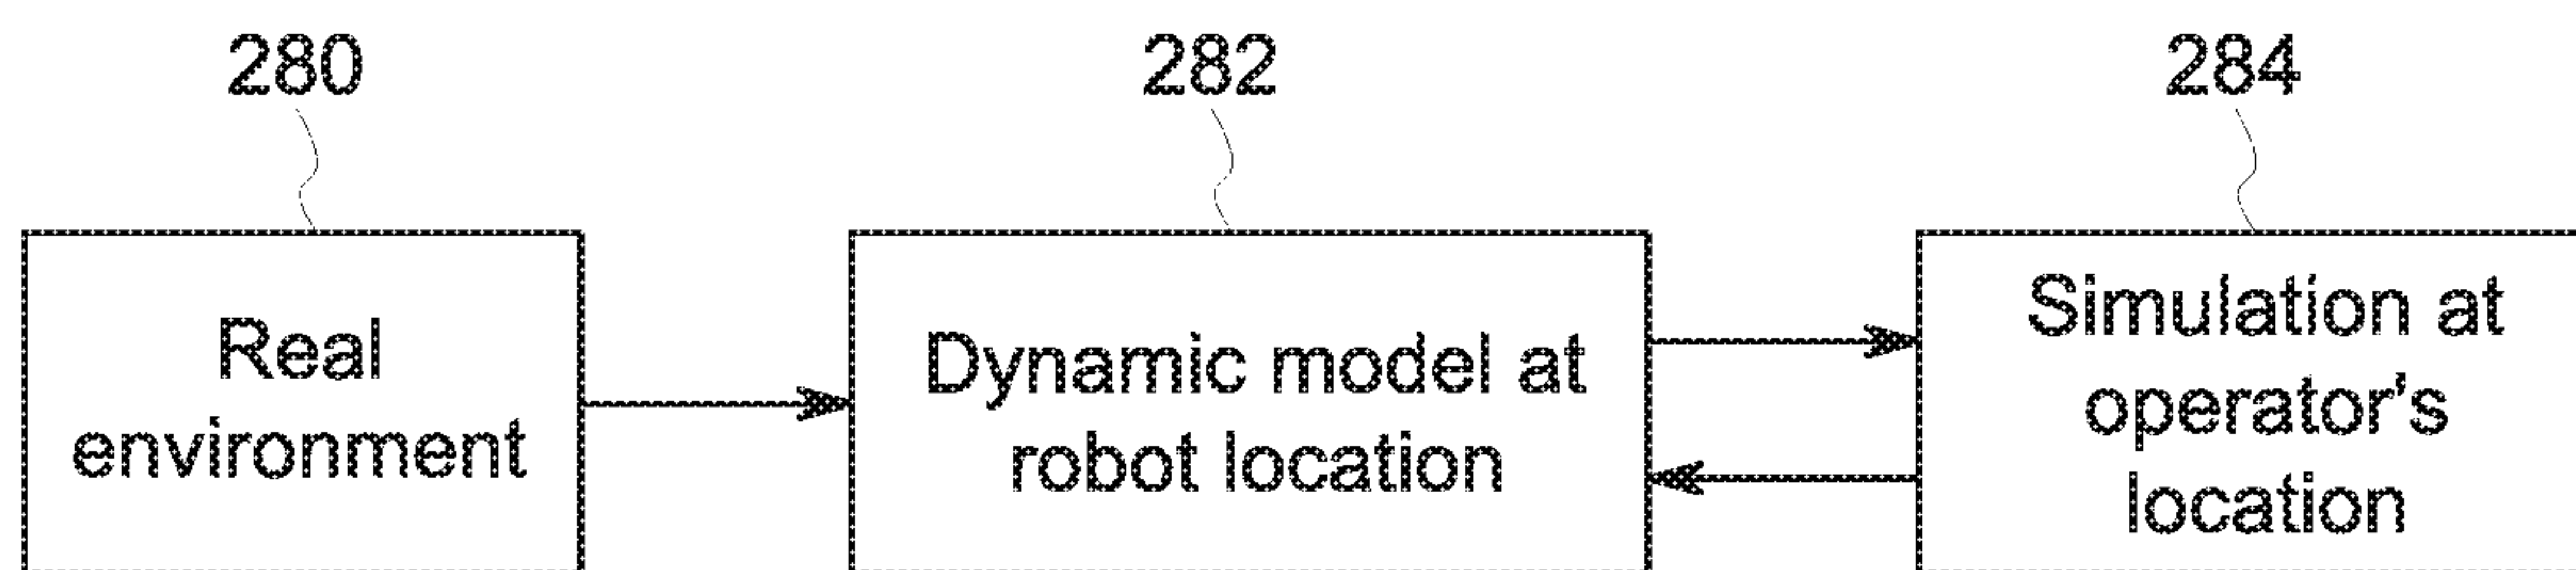 280
282
284
Real
environment
Dynamic model at
robot location
Simulation at
operator's
location